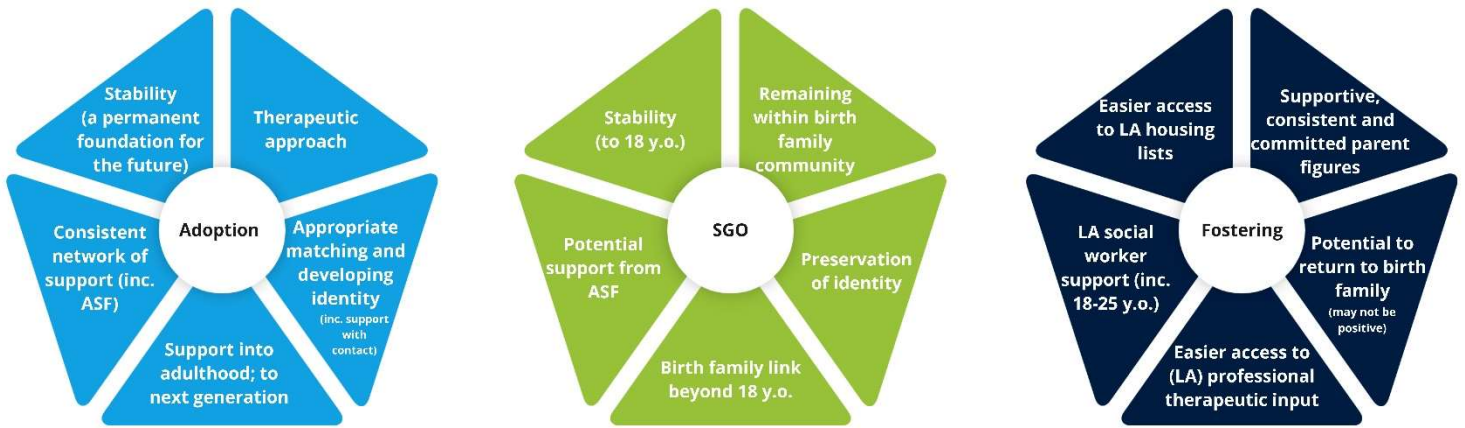 Stability
(a permanent
foundation for
the future)
Therapeutic
approach
Adoption
Consistent
network of
support (inc.
ASF)
Appropriate
matching and
developing
identity
(inc. support
with
contact)
Support into
adulthood; to
next generation
Stability
(to 18 y.o.)
Remaining
within birth
family
community
SGO
Potential
support from
ASF
Preservation
of identity
Birth family link
beyond 18 y.o.
Easier access
to LA housing
lists
Supportive,
consistent and
committed parent
figures
Fostering
LA social
worker
support (inc.
18-25 y.o.)
Potential to
return to birth
family
(may not be
positive)
Easier access to
(LA) professional
therapeutic input